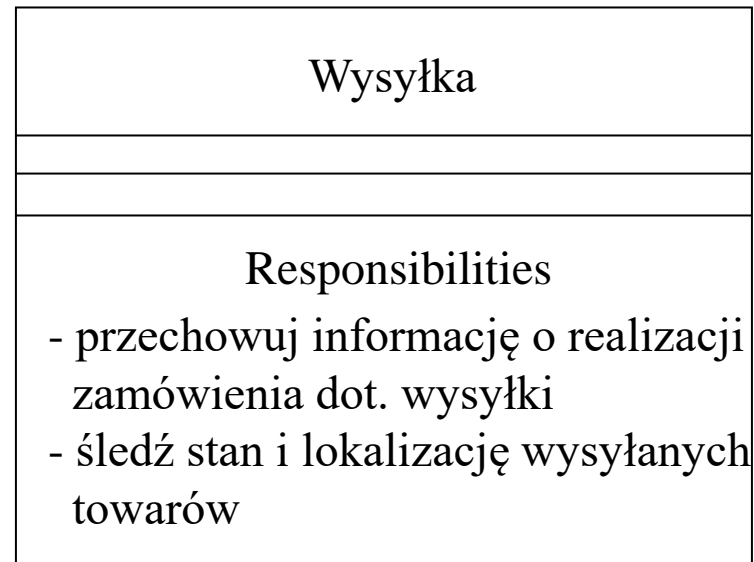 Wysyłka
Responsibilities
- przechowuj informację o realizacji
zamówienia dot. wysyłki
- śledź stan i lokalizację wysyłanych
towarów